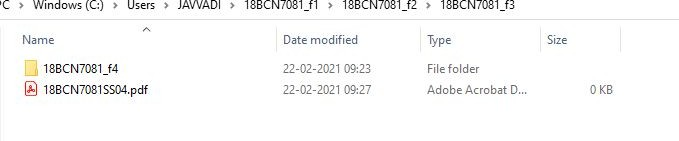 PC > Windows (C:) > Users > JAVVADI > 18BCN7081_f1 > 18BCN7081_f2 > 18BCN7081_f3
Name Date modified Type Size
18BCN7081_f4 22-02-2021 09:23 File folder
18BCN7081SS04.pdf 22-02-2021 09:27 Adobe Acrobat D... 0 KB